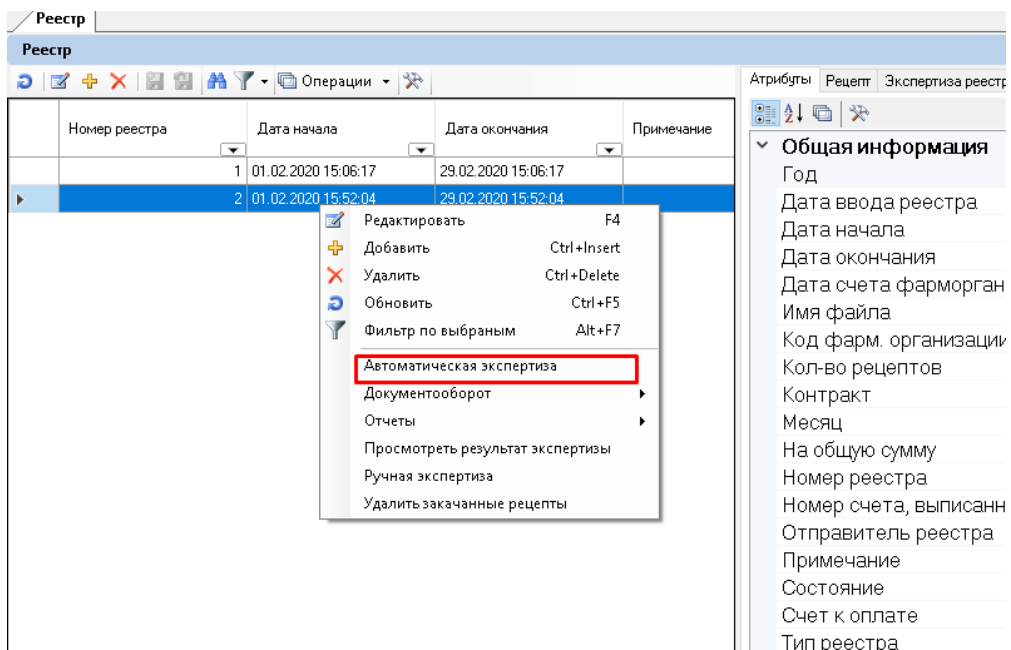 Реестр
Реестр
Операции
Номер реестра Дата начала Дата окончания Примечание
1 01.02.2020 15:06:17 29.02.2020 15:06:17
2 01.02.2020 15:52:04 29.02.2020 15:52:04
Редактировать F4
Добавить Ctrl+Insert
Удалить Ctrl+Delete
Обновить Ctrl+F5
Фильтр по выбраным Alt+F7
Автоматическая экспертиза
Документооборот
Отчеты
Просмотреть результат экспертизы
Ручная экспертиза
Удалить закачанные рецепты
Атрибуты Рецепт Экспертиза реестр
Общая информация
Год
Дата ввода реестра
Дата начала
Дата окончания
Дата счета фарморган
Имя файла
Код фарм. организации
Кол-во рецептов
Контракт
Месяц
На общую сумму
Номер реестра
Номер счета, выписанн
Отправитель реестра
Примечание
Состояние
Счет к оплате
Тип реестра